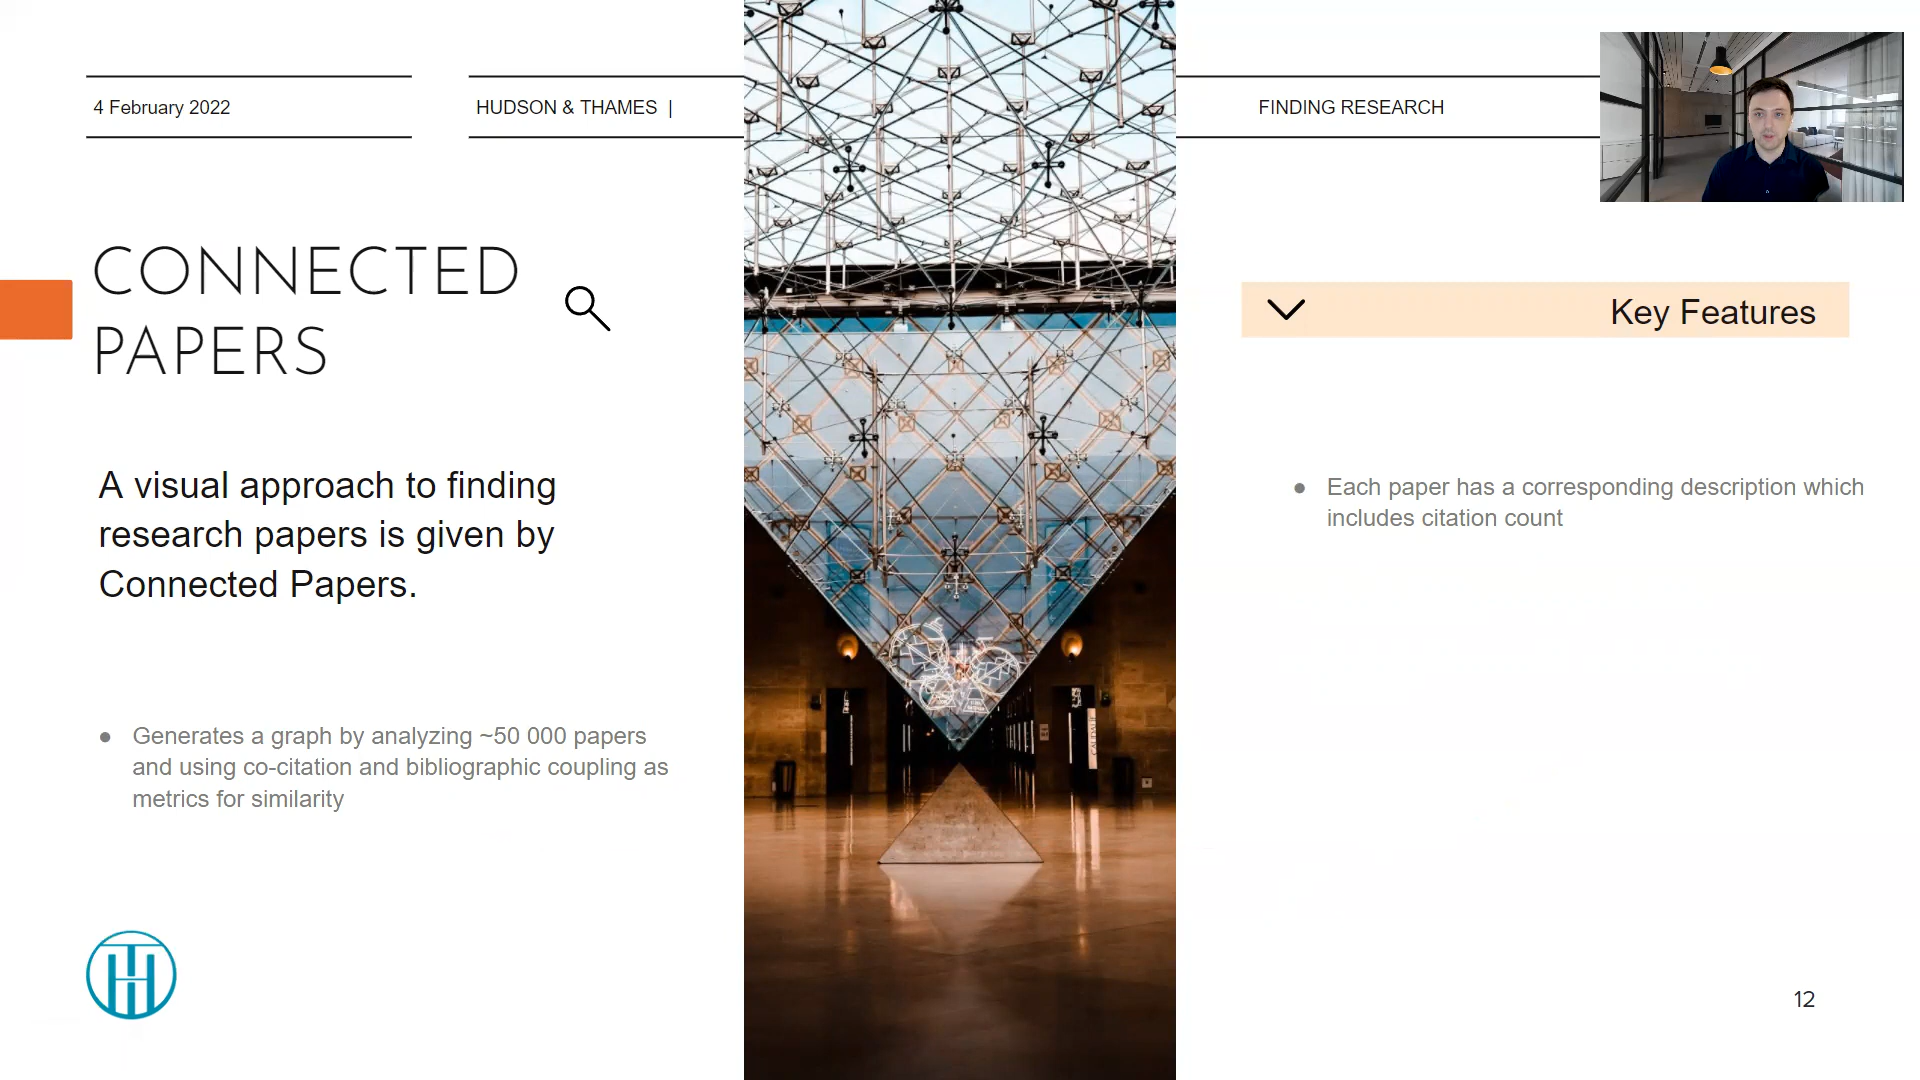 4 February 2022
HUDSON & THAMES |
FINDING RESEARCH
CONNECTED
PAPERS
A visual approach to finding
research papers is given by
Connected Papers.
● Generates a graph by analyzing ~50 000 papers
and using co-citation and bibliographic coupling as
metrics for similarity
Key Features
● Each paper has a corresponding description which
includes citation count
12